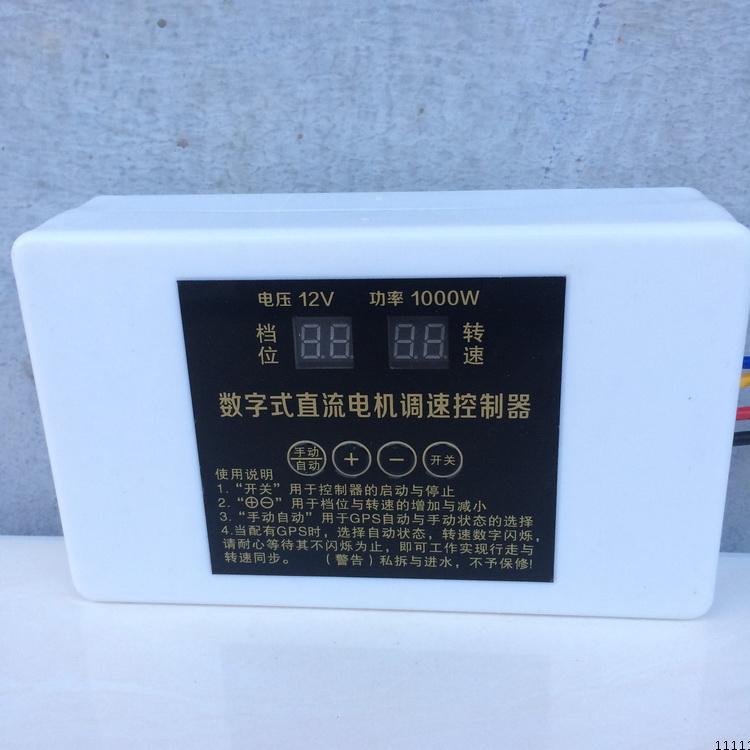 电压 12V 功率 1000W
档位 8.8. 8.8. 转速
数字式直流电机调速控制器
手动/自动 + − 开关
使用说明
1.“开关”用于控制器的启动与停止
2.“⊕⊖”用于档位与转速的增加与减小
3.“手动自动”用于GPS自动与手动状态的选择
4.当配有GPS时，选择自动状态，转速数字闪烁，
请耐心等待其不闪烁为止，即可工作实现行走与
转速同步。 （警告）私拆与进水，不予保修!